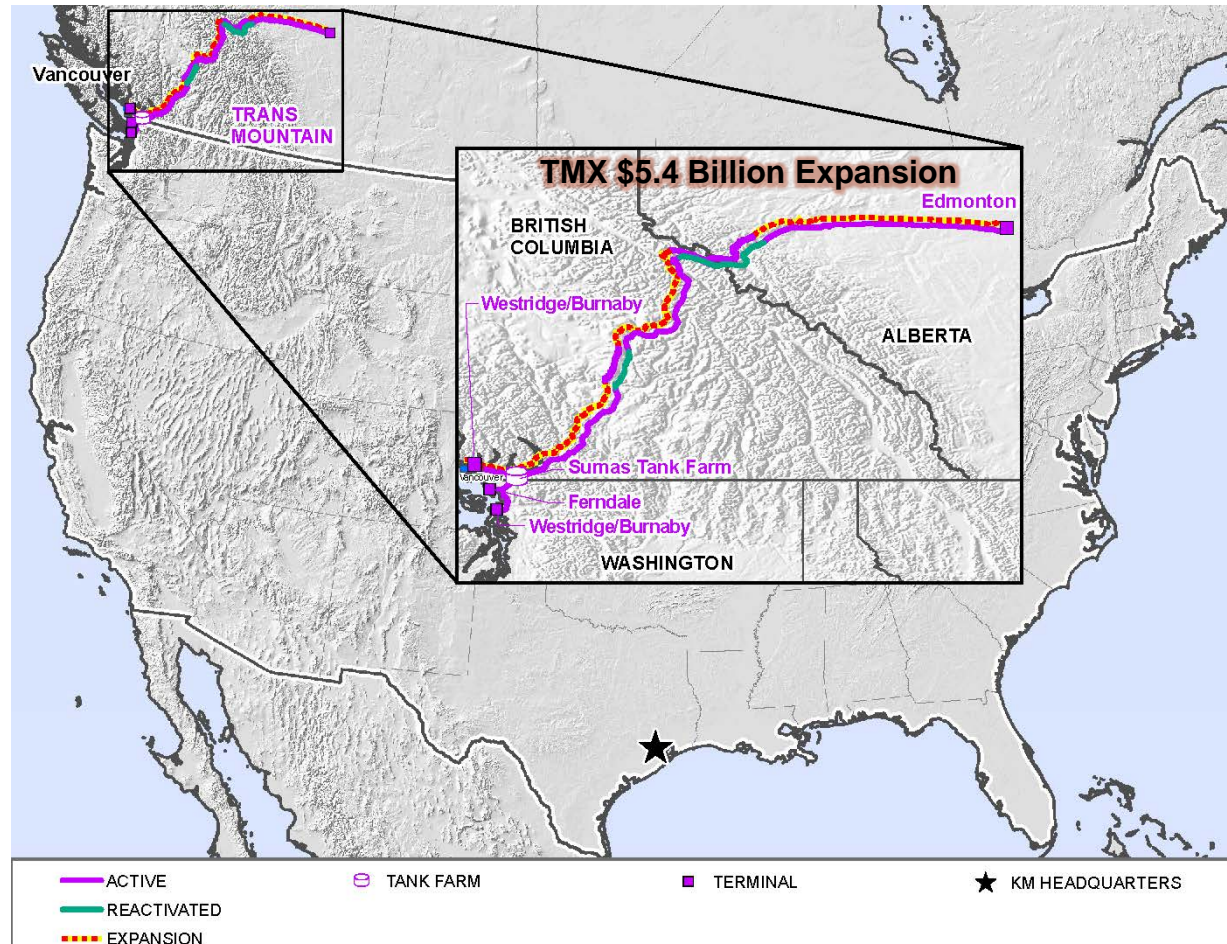 Vancouver
TRANS
MOUNTAIN
TMX $5.4 Billion Expansion
Edmonton
BRITISH
COLUMBIA
Westridge/Burnaby
ALBERTA
Sumas Tank Farm
Vancouver
Ferndale
Westridge/Burnaby
WASHINGTON
ACTIVE
TANK FARM
TERMINAL
KM HEADQUARTERS
REACTIVATED
EXPANSION